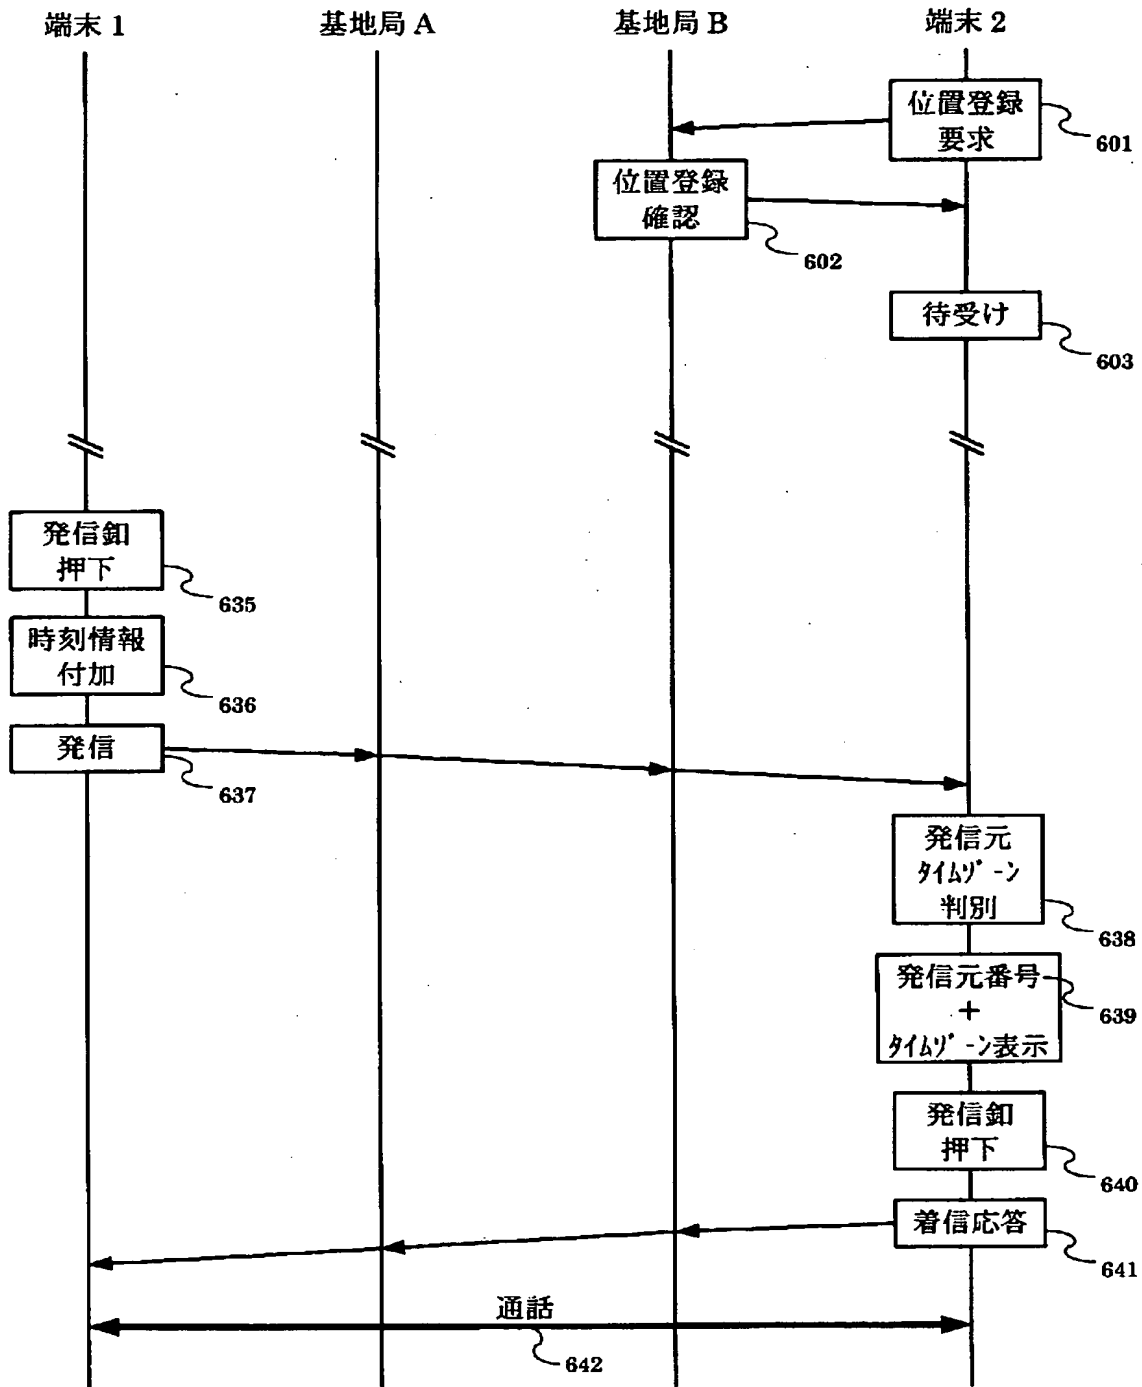 端末 1
基地局 A
基地局 B
端末 2
位置登録
要求
601
位置登録
確認
602
待受け
603
発信釦
押下
635
時刻情報
付加
636
発信
637
発信元
ﾀｲﾑｿﾞｰﾝ
判別
638
発信元番号
+
ﾀｲﾑｿﾞｰﾝ表示
639
発信釦
押下
640
着信応答
641
通話
642